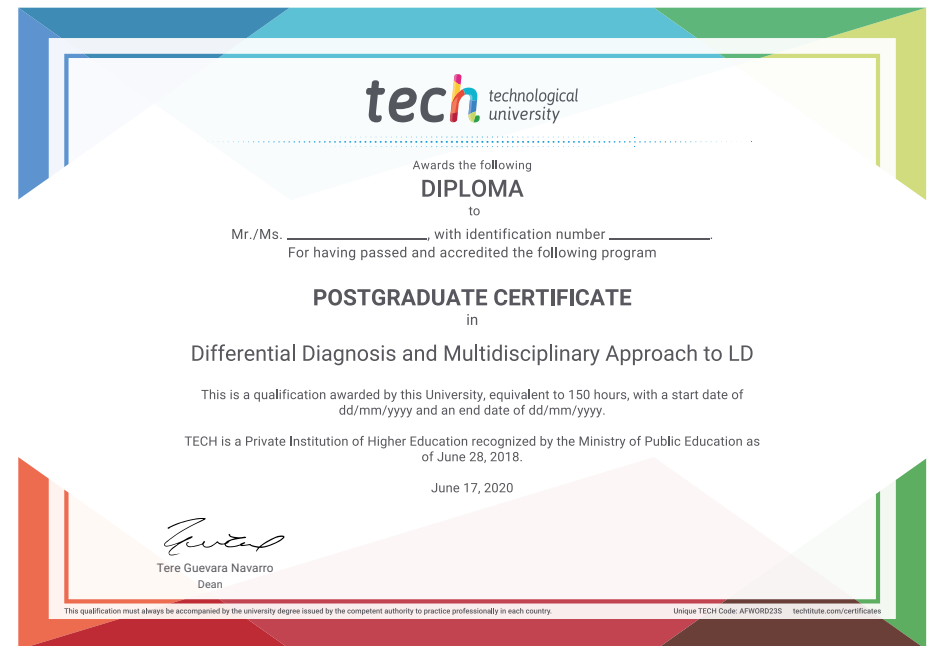 tech technological
university
Awards the following
DIPLOMA
to
Mr./Ms. __________________, with identification number _____________.
For having passed and accredited the following program
POSTGRADUATE CERTIFICATE
in
Differential Diagnosis and Multidisciplinary Approach to LD
This is a qualification awarded by this University, equivalent to 150 hours, with a start date of
dd/mm/yyyy and an end date of dd/mm/yyyy.
TECH is a Private Institution of Higher Education recognized by the Ministry of Public Education as
of June 28, 2018.
June 17, 2020
Tere Guevara Navarro
Dean
This qualification must always be accompanied by the university degree issued by the competent authority to practice professionally in each country.
Unique TECH Code: AFWORD23S techtitute.com/certificates